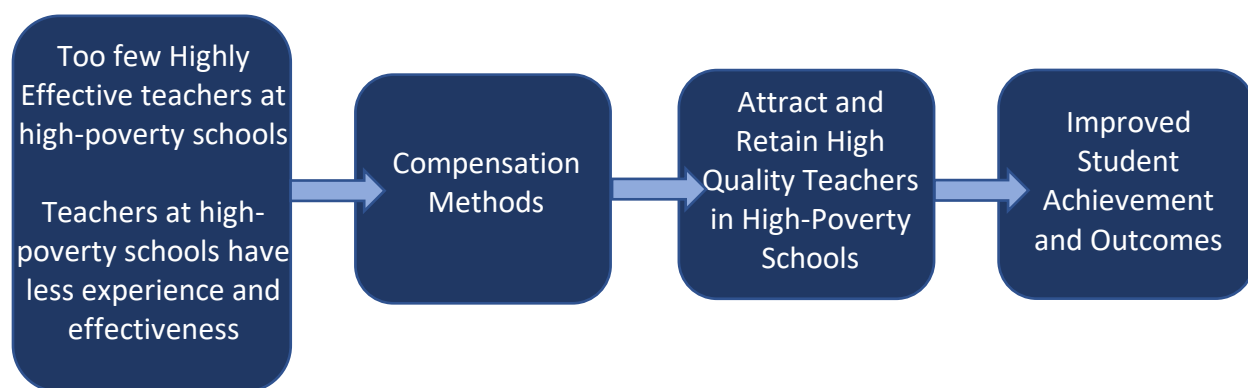 Too few Highly
Effective teachers at
high-poverty schools
Teachers at high-
poverty schools have
less experience and
effectiveness
Compensation
Methods
Attract and
Retain High
Quality Teachers
in High-Poverty
Schools
Improved
Student
Achievement
and Outcomes